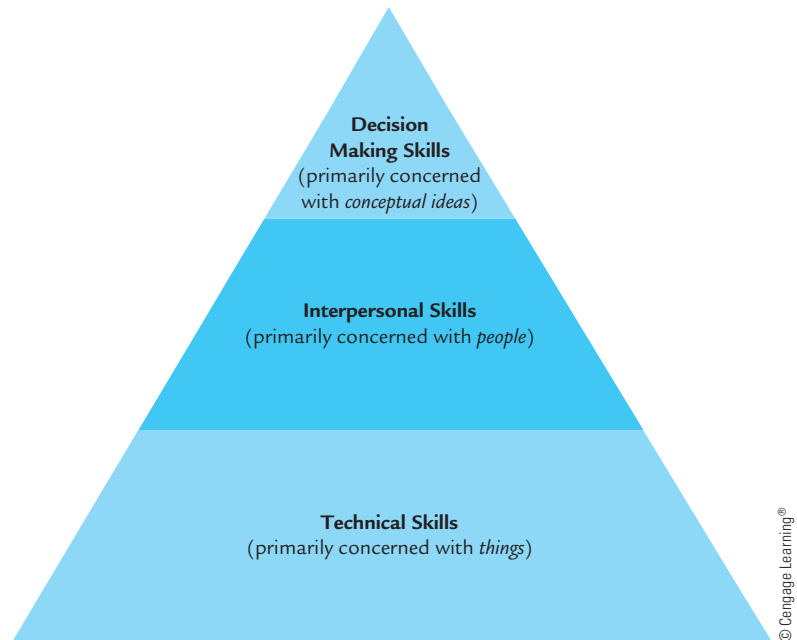 Decision
Making Skills
(primarily concerned
with conceptual ideas)
Interpersonal Skills
(primarily concerned with people)
Technical Skills
(primarily concerned with things)
© Cengage Learning®